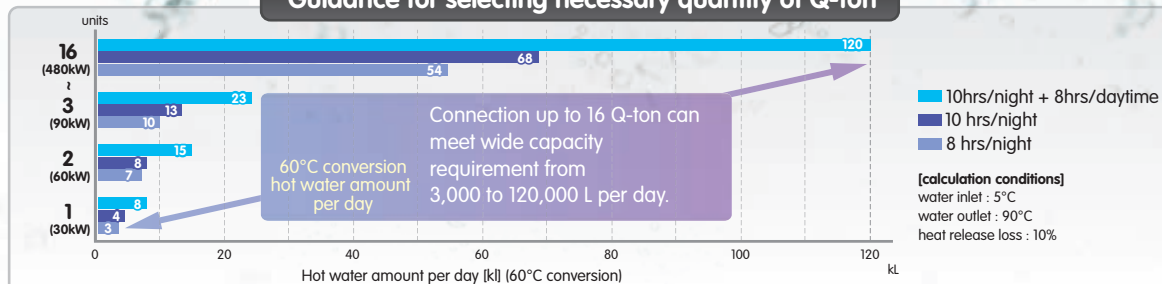 Guidance for selecting necessary quantity of Q-ton
units
16
(480kW)
120
68
54
~
3
(90kW)
23
13
10
2
(60kW)
15
8
7
1
(30kW)
8
4
3
60°C conversion
hot water amount
per day
Connection up to 16 Q-ton can
meet wide capacity
requirement from
3,000 to 120,000 L per day.
0 20 40 60 80 100 120
kL
Hot water amount per day [kl] (60°C conversion)
10hrs/night + 8hrs/daytime
10 hrs/night
8 hrs/night
[calculation conditions]
water inlet : 5°C
water outlet : 90°C
heat release loss : 10%